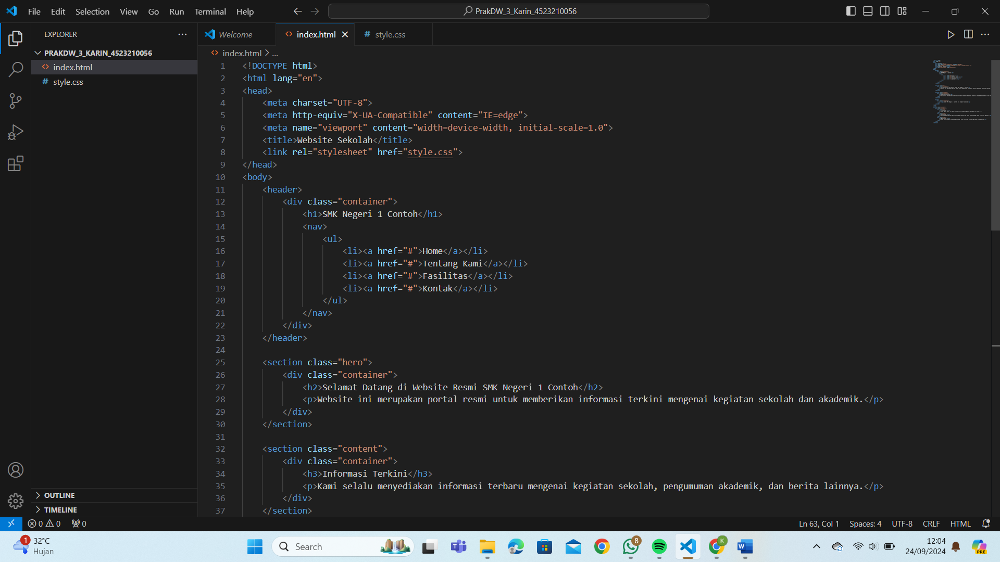 File Edit Selection View Go Run Terminal Help
PrakDW_3_Karin_4523210056
EXPLORER
PRAKDW_3_KARIN_4523210056
index.html
style.css
OUTLINE
TIMELINE
Welcome
index.html
style.css
index.html > ...
1 <!DOCTYPE html>
2 <html lang="en">
3 <head>
4 <meta charset="UTF-8">
5 <meta http-equiv="X-UA-Compatible" content="IE=edge">
6 <meta name="viewport" content="width=device-width, initial-scale=1.0">
7 <title>Website Sekolah</title>
8 <link rel="stylesheet" href="style.css">
9 </head>
10 <body>
11 <header>
12 <div class="container">
13 <h1>SMK Negeri 1 Contoh</h1>
14 <nav>
15 <ul>
16 <li><a href="#">Home</a></li>
17 <li><a href="#">Tentang Kami</a></li>
18 <li><a href="#">Fasilitas</a></li>
19 <li><a href="#">Kontak</a></li>
20 </ul>
21 </nav>
22 </div>
23 </header>
24
25 <section class="hero">
26 <div class="container">
27 <h2>Selamat Datang di Website Resmi SMK Negeri 1 Contoh</h2>
28 <p>Website ini merupakan portal resmi untuk memberikan informasi terkini mengenai kegiatan sekolah dan akademik.</p>
29 </div>
30 </section>
31
32 <section class="content">
33 <div class="container">
34 <h3>Informasi Terkini</h3>
35 <p>Kami selalu menyediakan informasi terbaru mengenai kegiatan sekolah, pengumuman akademik, dan berita lainnya.</p>
36 </div>
37 </section>
0 0 0
Ln 63, Col 1 Spaces: 4 UTF-8 CRLF HTML
1
32°C
Hujan
Search
8
K
12:04
24/09/2024
PRE